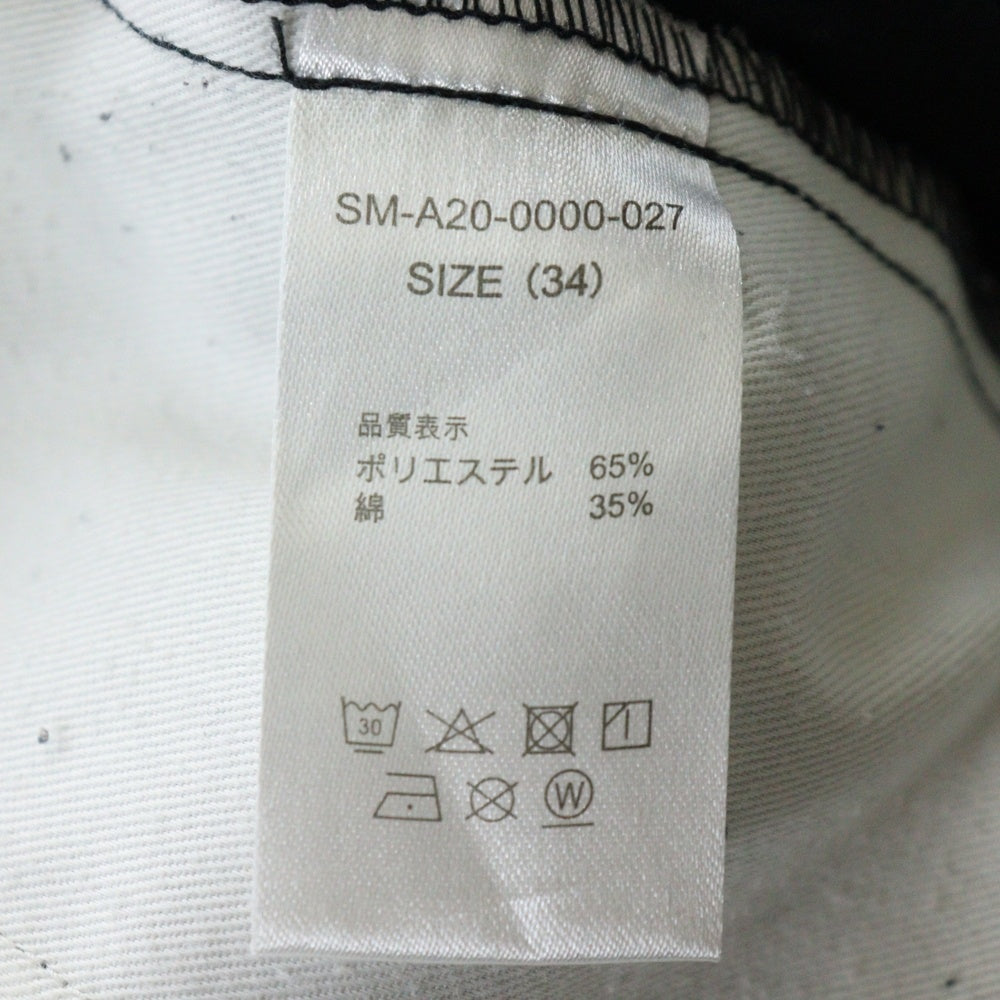 SM-A20-0000-027
SIZE (34)
品質表示
ポリエステル 65%
綿 35%
30
W